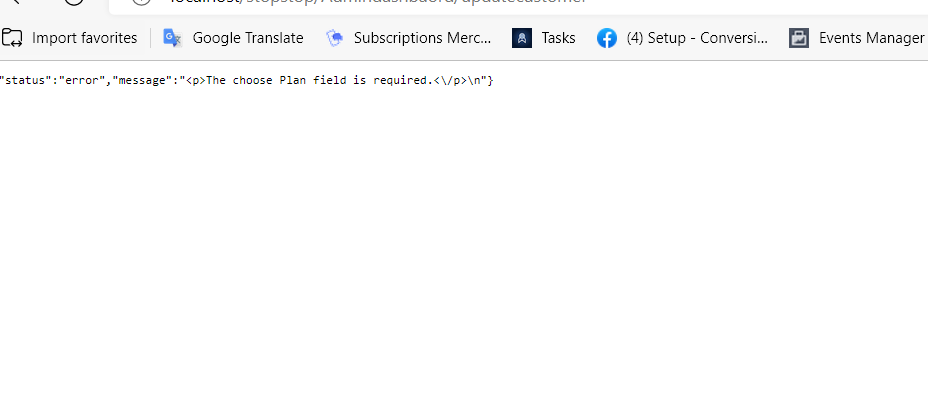 Import favorites Google Translate Subscriptions Merc... Tasks (4) Setup - Conversi... Events Manager
"status":"error","message":"<p>The choose Plan field is required.<\/p>\n"}